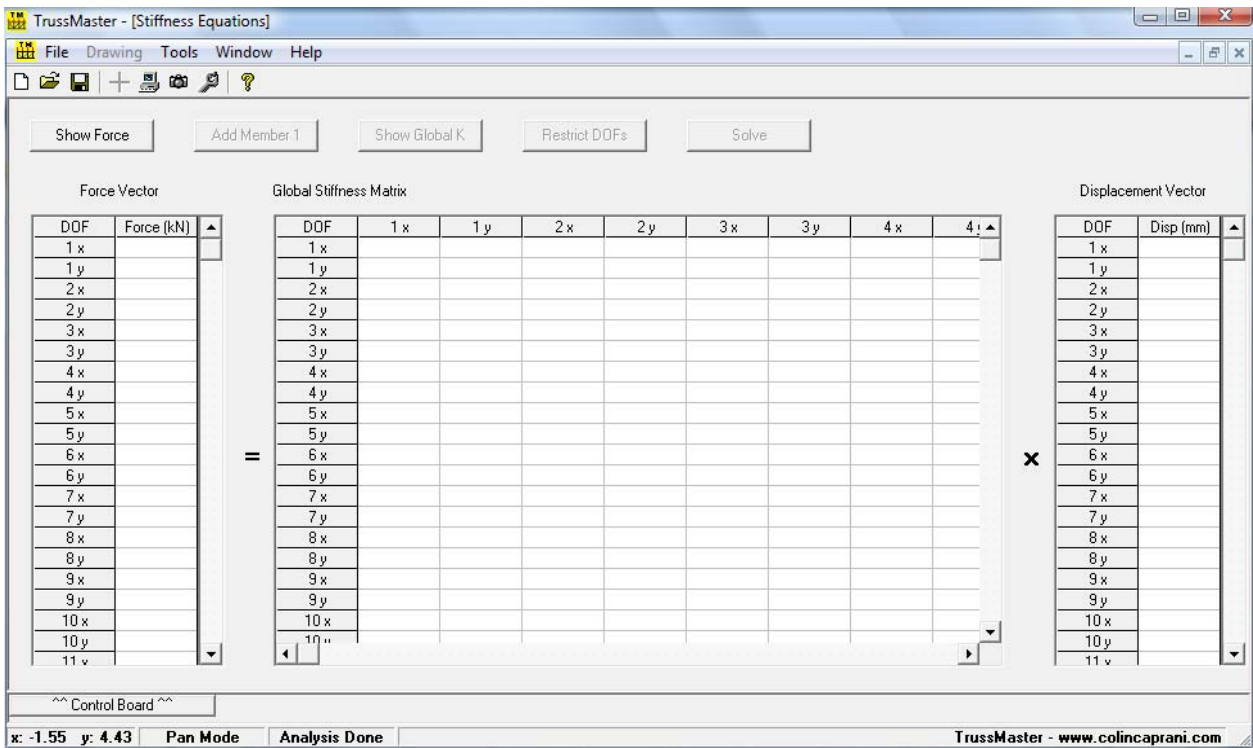 TrussMaster - [Stiffness Equations]
File Drawing Tools Window Help
Show Force Add Member 1 Show Global K Restrict DOFs Solve
Force Vector Global Stiffness Matrix Displacement Vector
DOF Force (kN) DOF 1 x 1 y 2 x 2 y 3 x 3 y 4 x 4 DOF Disp (mm)
1 x 1 x 1 x
1 y 1 y 1 y
2 x 2 x 2 x
2 y 2 y 2 y
3 x 3 x 3 x
3 y 3 y 3 y
4 x 4 x 4 x
4 y 4 y 4 y
5 x 5 x 5 x
5 y 5 y 5 y
6 x = 6 x × 6 x
6 y 6 y 6 y
7 x 7 x 7 x
7 y 7 y 7 y
8 x 8 x 8 x
8 y 8 y 8 y
9 x 9 x 9 x
9 y 9 y 9 y
10 x 10 x 10 x
10 y 10 y 10 y
11 x 11 x
^^ Control Board ^^
x: -1.55 y: 4.43 Pan Mode Analysis Done TrussMaster - www.colincaprani.com